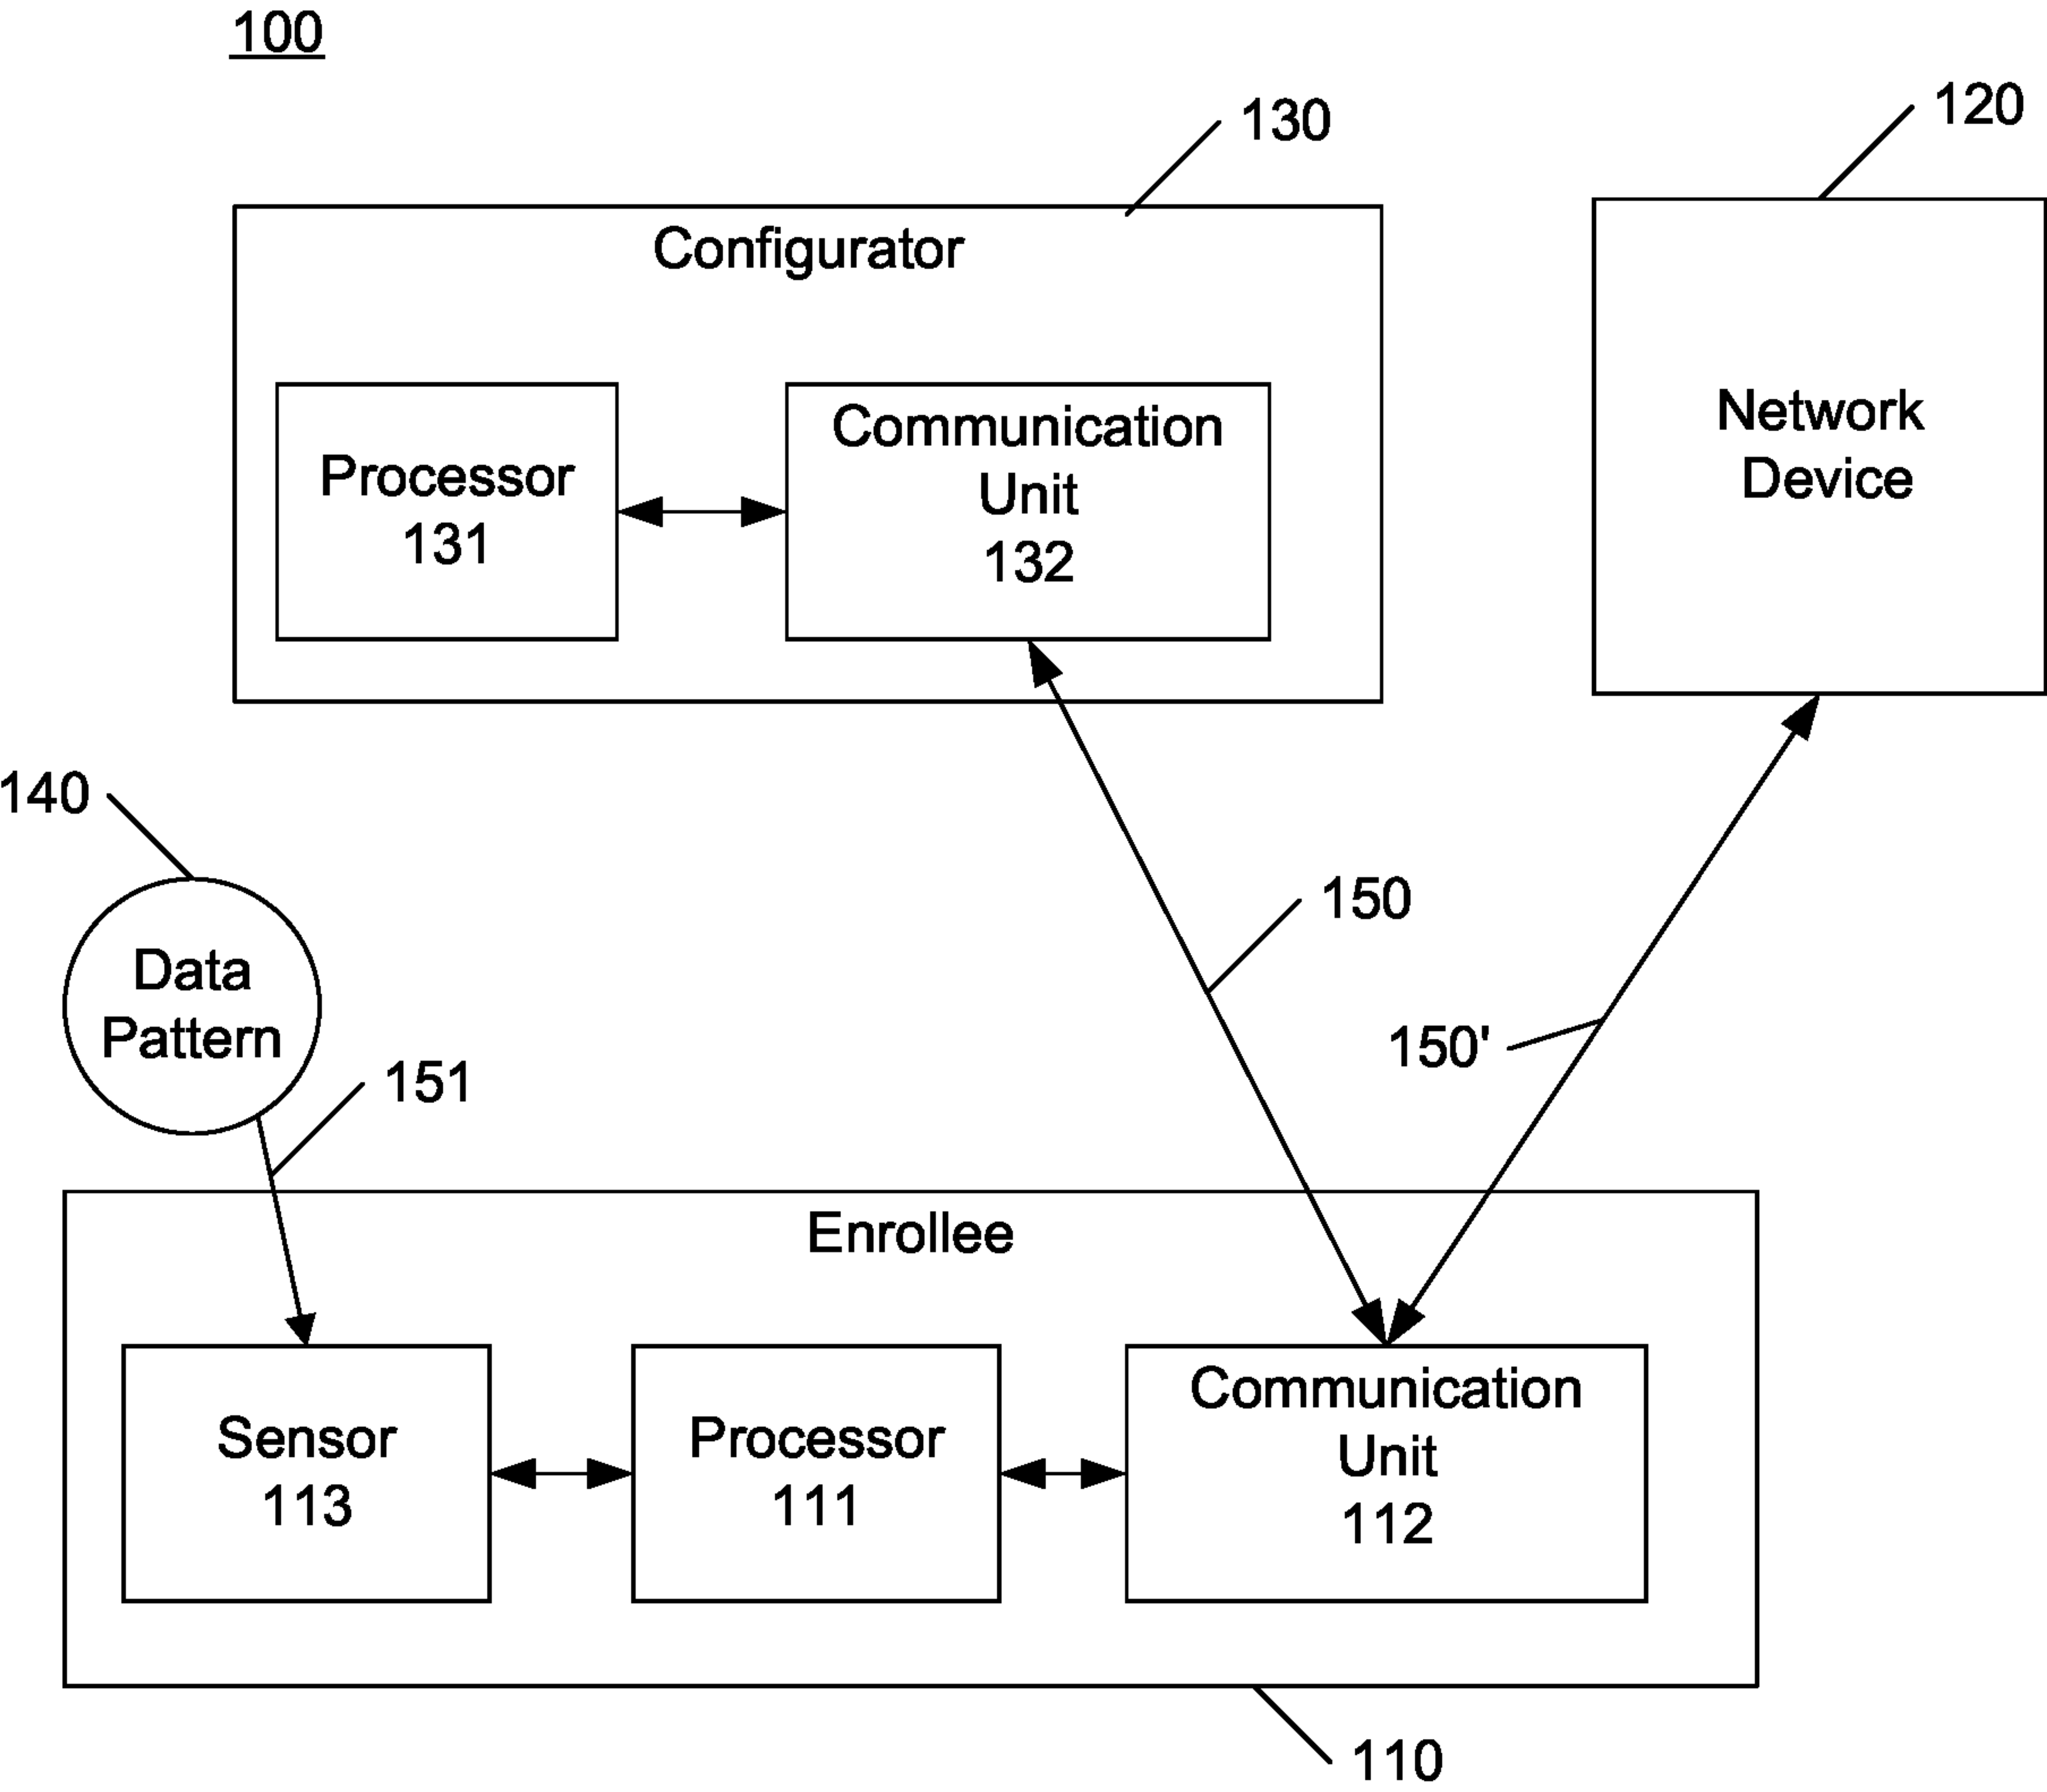 100
130
120
Configurator
Processor
131
Communication
Unit
132
Network
Device
140
150
Data
Pattern
150'
151
Enrollee
Sensor
113
Processor
111
Communication
Unit
112
110